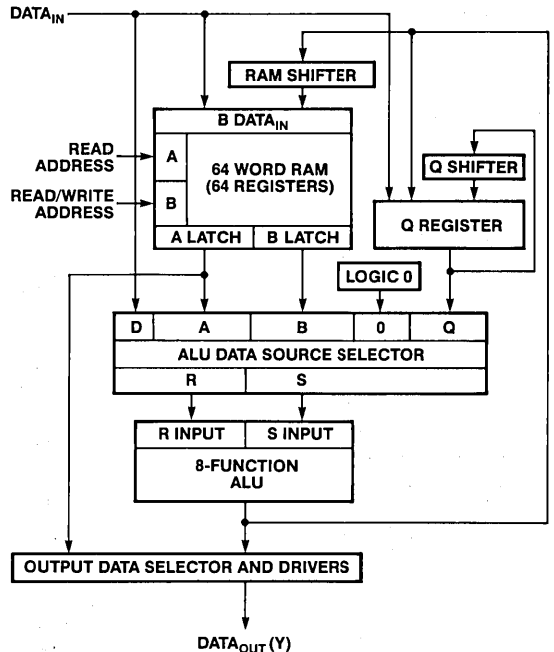 DATAIN
RAM SHIFTER
B DATAIN
READ
ADDRESS
A
64 WORD RAM
(64 REGISTERS)
Q SHIFTER
READ/WRITE
ADDRESS
B
Q REGISTER
A LATCH
B LATCH
LOGIC 0
D
A
B
0
Q
ALU DATA SOURCE SELECTOR
R
S
R INPUT
S INPUT
8-FUNCTION
ALU
OUTPUT DATA SELECTOR AND DRIVERS
DATAOUT (Y)